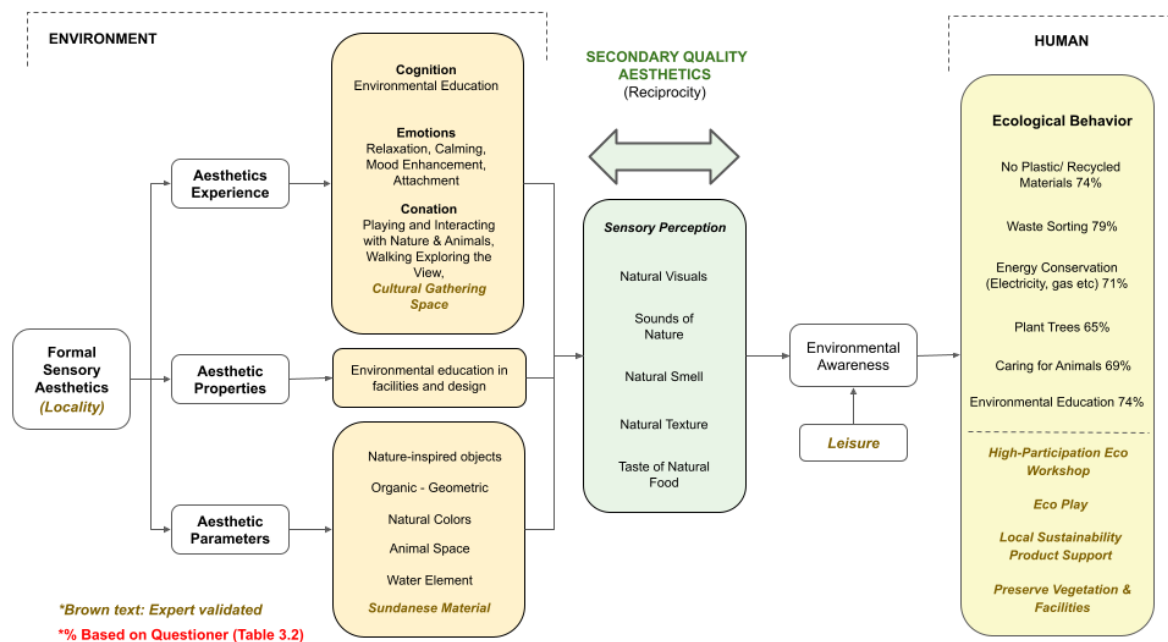 ENVIRONMENT
Formal
Sensory
Aesthetics
(Locality)
Aesthetics
Experience
Aesthetic
Properties
Aesthetic
Parameters
Cognition
Environmental Education
Emotions
Relaxation, Calming,
Mood Enhancement,
Attachment
Conation
Playing and Interacting
with Nature & Animals,
Walking Exploring the
View,
Cultural Gathering
Space
Environmental education in
facilities and design
Nature-inspired objects
Organic - Geometric
Natural Colors
Animal Space
Water Element
Sundanese Material
SECONDARY QUALITY
AESTHETICS
(Reciprocity)
Sensory Perception
Natural Visuals
Sounds of
Nature
Natural Smell
Natural Texture
Taste of Natural
Food
Environmental
Awareness
Leisure
HUMAN
Ecological Behavior
No Plastic/ Recycled
Materials 74%
Waste Sorting 79%
Energy Conservation
(Electricity, gas etc) 71%
Plant Trees 65%
Caring for Animals 69%
Environmental Education 74%
High-Participation Eco
Workshop
Eco Play
Local Sustainability
Product Support
Preserve Vegetation &
Facilities
*Brown text: Expert validated
*% Based on Questioner (Table 3.2)